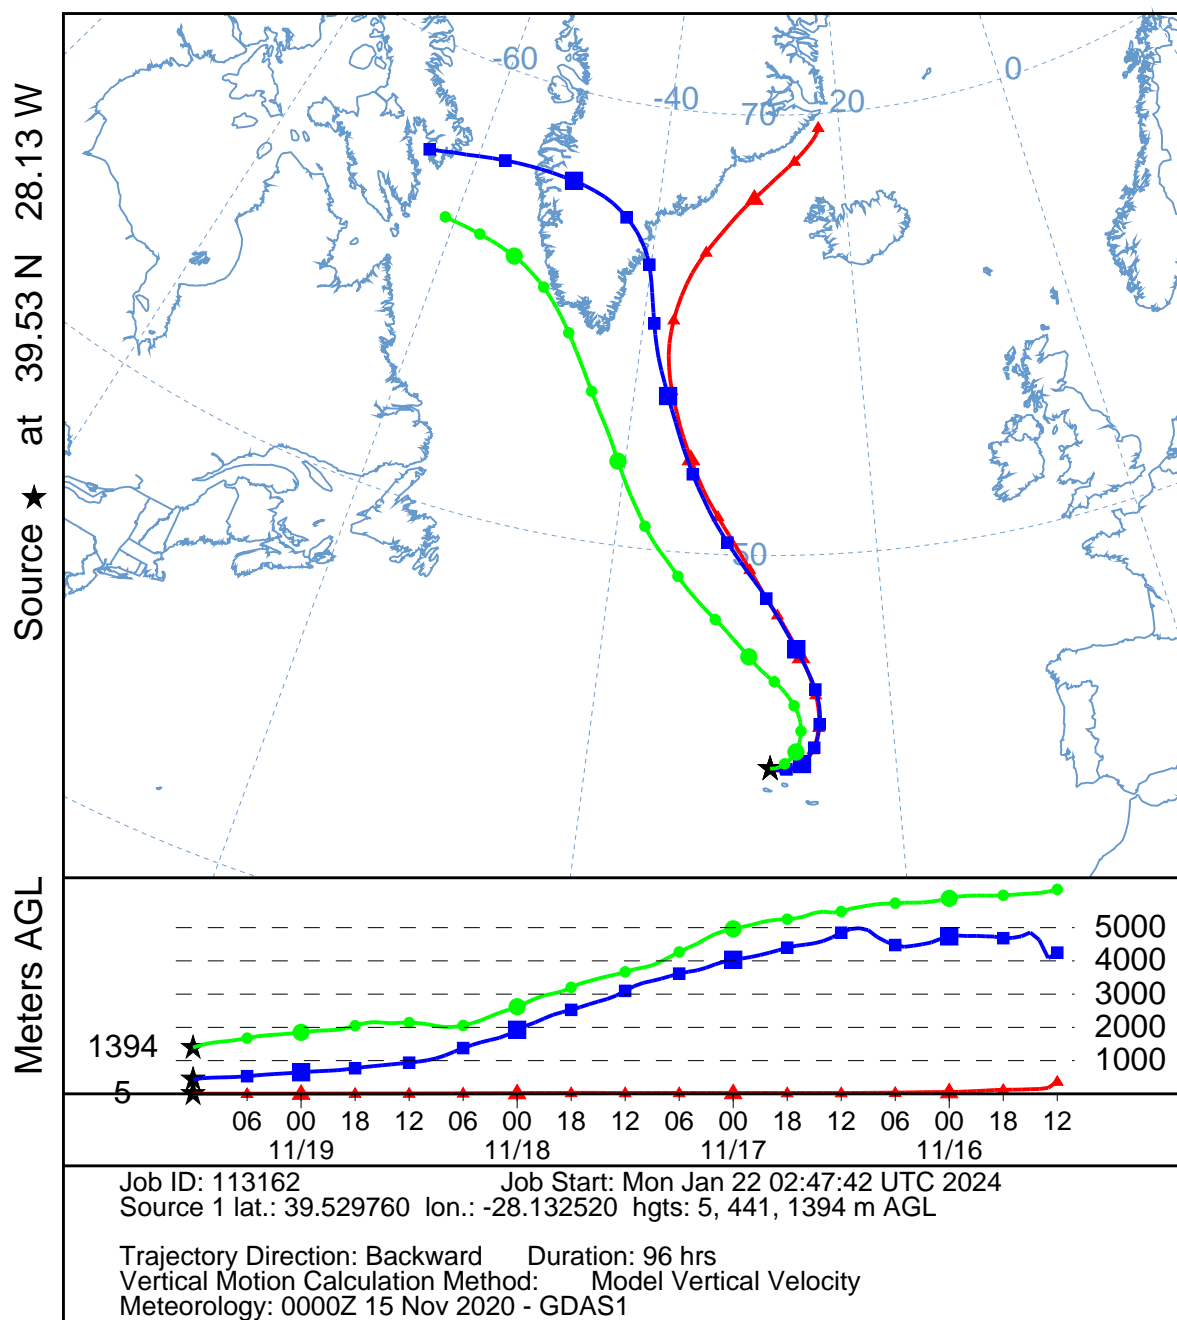 Source ★ at 39.53 N 28.13 W
-60
-40
70
-20
0
50
Meters AGL
1394
5
5000
4000
3000
2000
1000
06 00 18 12 06 00 18 12 06 00 18 12 06 00 18 12
11/19 11/18 11/17 11/16
Job ID: 113162 Job Start: Mon Jan 22 02:47:42 UTC 2024
Source 1 lat.: 39.529760 lon.: -28.132520 hgts: 5, 441, 1394 m AGL
Trajectory Direction: Backward Duration: 96 hrs
Vertical Motion Calculation Method: Model Vertical Velocity
Meteorology: 0000Z 15 Nov 2020 - GDAS1